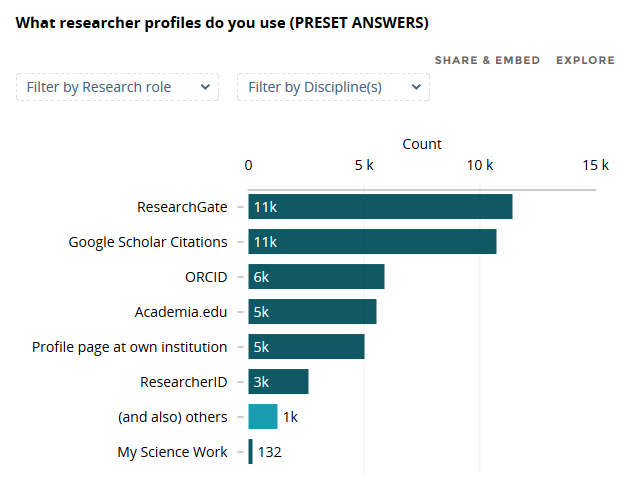 What researcher profiles do you use (PRESET ANSWERS)
SHARE & EMBED EXPLORE
Filter by Research role Filter by Discipline(s)
Count
0 5 k 10 k 15 k
ResearchGate 11k
Google Scholar Citations 11k
ORCID 6k
Academia.edu 5k
Profile page at own institution 5k
ResearcherID 3k
(and also) others 1k
My Science Work 132